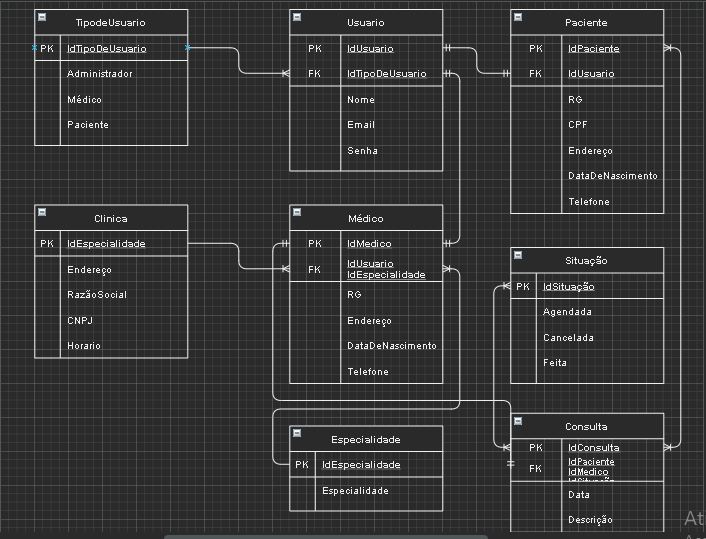 TipodeUsuario
PK IdTipoDeUsuario
Administrador
Médico
Paciente
Usuario
PK IdUsuario
FK IdTipoDeUsuario
Nome
Email
Senha
Paciente
PK IdPaciente
FK IdUsuario
RG
CPF
Endereço
DataDeNascimento
Telefone
Clinica
PK IdEspecialidade
Endereço
RazãoSocial
CNPJ
Horario
Médico
PK IdMedico
FK IdUsuario
IdEspecialidade
RG
Endereço
DataDeNascimento
Telefone
Situação
PK IdSituação
Agendada
Cancelada
Feita
Especialidade
PK IdEspecialidade
Especialidade
Consulta
PK IdConsulta
FK IdPaciente
IdMedico
IdSituação
Data
Descrição
At